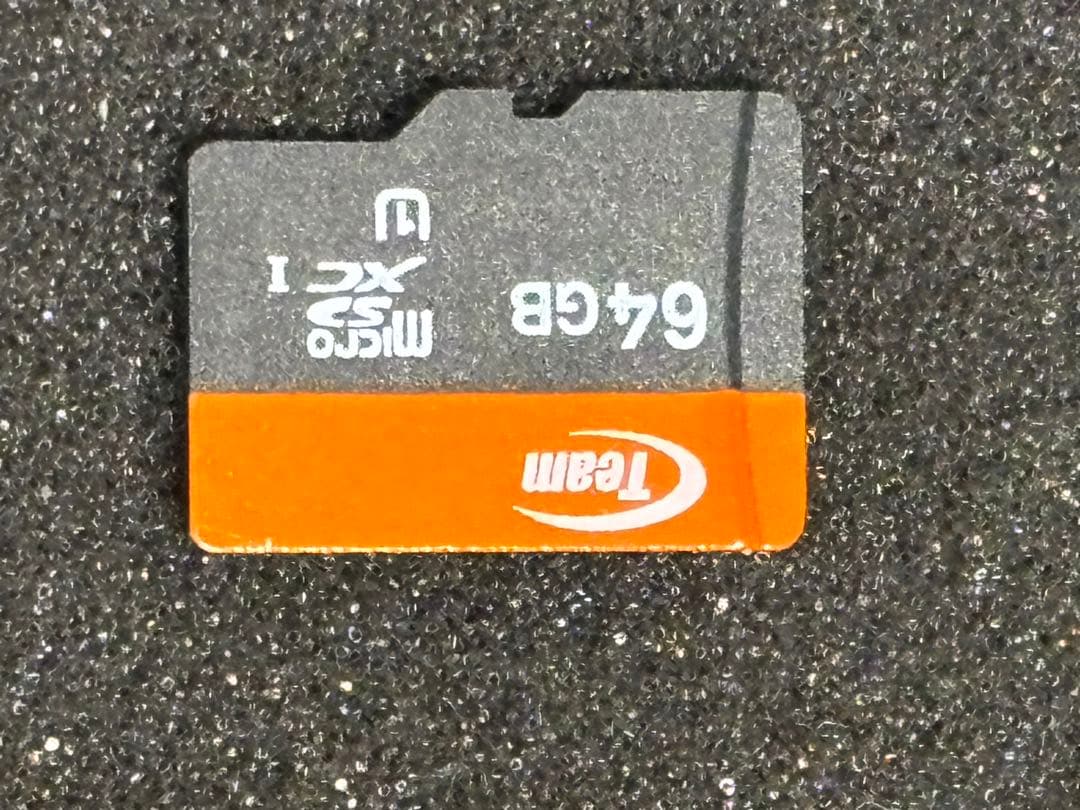 Team
64GB
micro
SD
XC I
U1